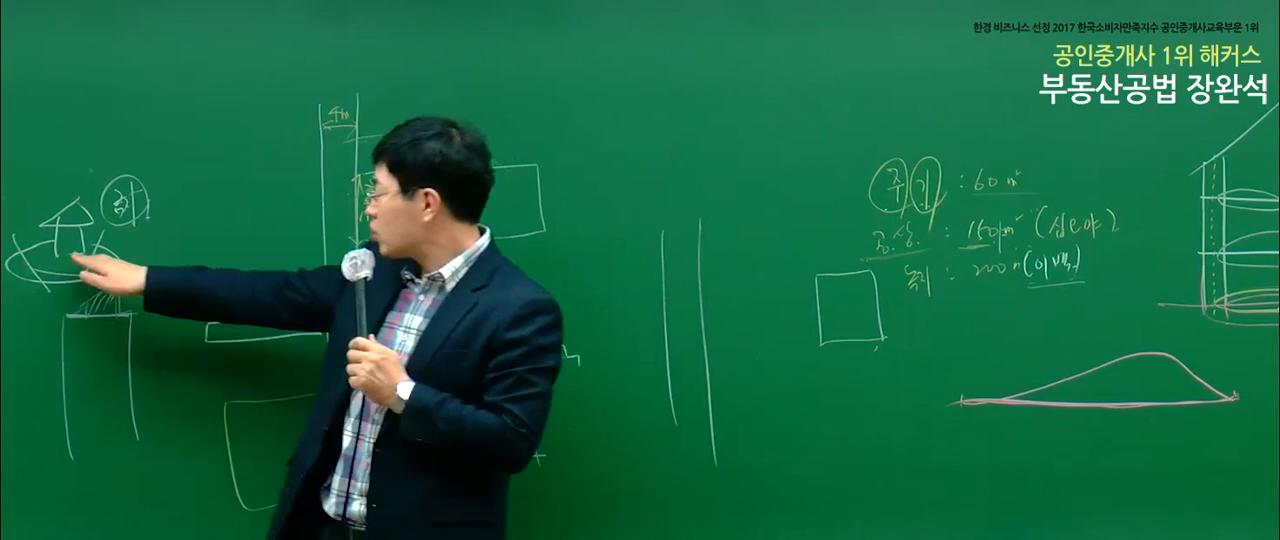 한경 비즈니스 선정 2017 한국소비자만족지수 공인중개사교육부문 1위
공인중개사 1위 해커스
부동산공법 장완석
4m
주 기 : 60㎡
공.상. : 150㎡ (십오야)
녹지 : 200㎡ (이백)